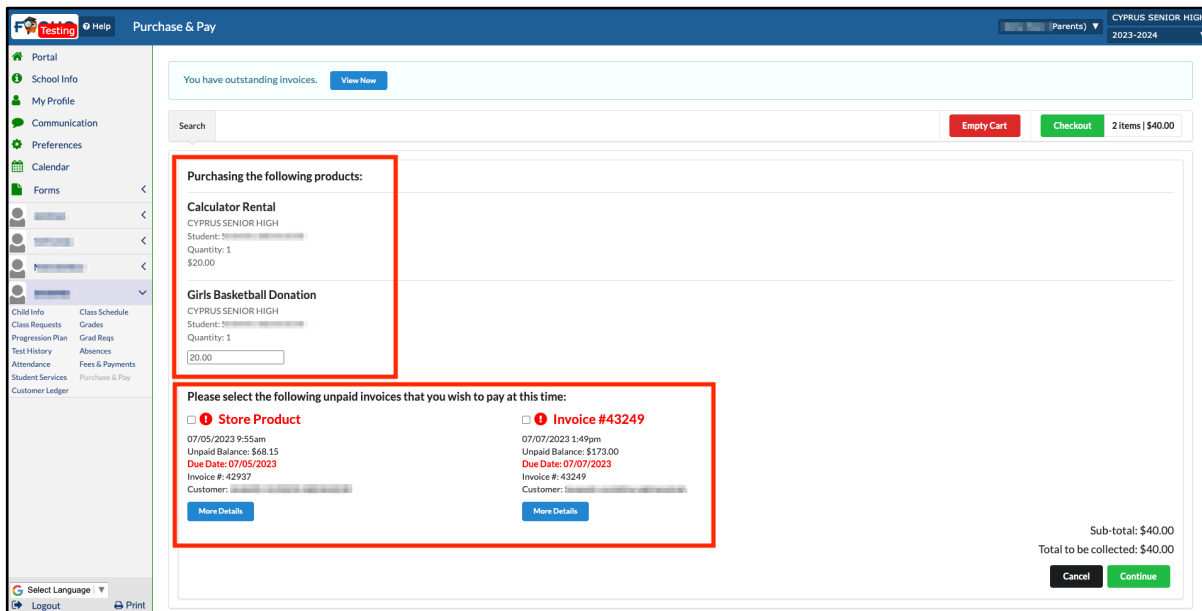 FOCUS
Testing
Help
Purchase & Pay
(Parents) ▼
CYPRUS SENIOR HIGH
2023-2024
Portal
School Info
My Profile
Communication
Preferences
Calendar
Forms
Child Info Class Schedule
Class Requests Grades
Progression Plan Grad Reqs
Test History Absences
Attendance Fees & Payments
Student Services Purchase & Pay
Customer Ledger
G Select Language ▼
Logout Print
You have outstanding invoices. View Now
Search
Empty Cart Checkout 2 items | $40.00
Purchasing the following products:
Calculator Rental
CYPRUS SENIOR HIGH
Student:
Quantity: 1
$20.00
Girls Basketball Donation
CYPRUS SENIOR HIGH
Student:
Quantity: 1
20.00
Please select the following unpaid invoices that you wish to pay at this time:
Store Product
07/05/2023 9:55am
Unpaid Balance: $68.15
Due Date: 07/05/2023
Invoice #: 42937
Customer:
More Details
Invoice #43249
07/07/2023 1:49pm
Unpaid Balance: $173.00
Due Date: 07/07/2023
Invoice #: 43249
Customer:
More Details
Sub-total: $40.00
Total to be collected: $40.00
Cancel Continue